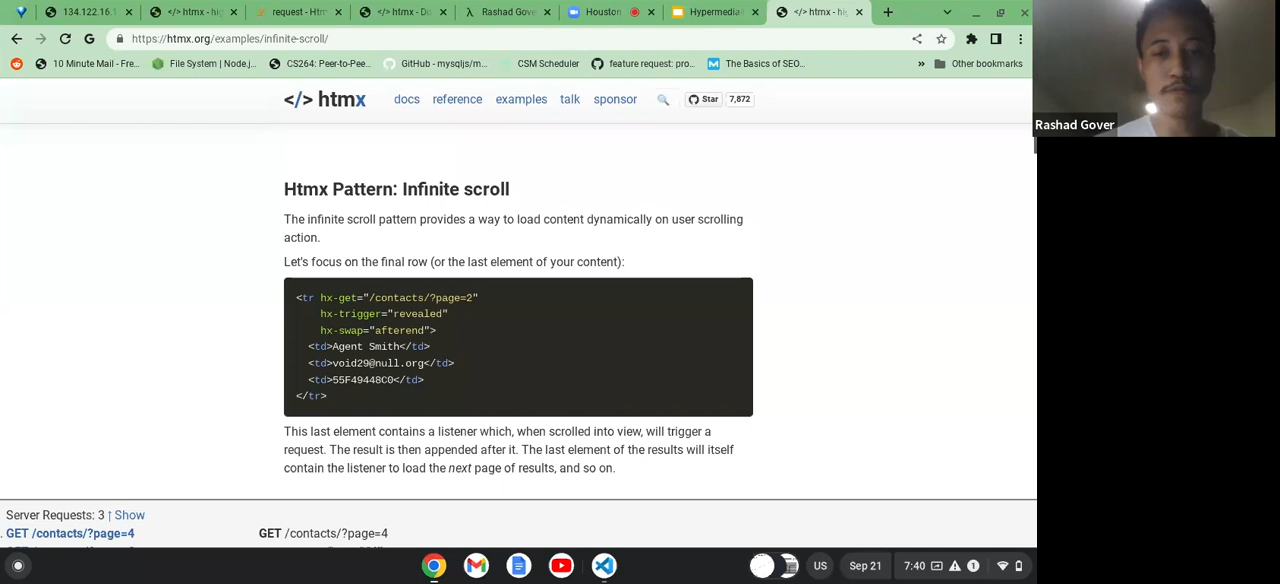 134.122.16.1
</> htmx - hig
request - Htm
</> htmx - Do
Rashad Gove
Houston
Hypermedia
</> htmx - hig
https://htmx.org/examples/infinite-scroll/
10 Minute Mail - Fre...
File System | Node.j...
CS264: Peer-to-Pee...
GitHub - mysqljs/m...
CSM Scheduler
feature request: pro...
The Basics of SEO...
»
Other bookmarks
</> htmx
docs
reference
examples
talk
sponsor
Star
7,872
Rashad Gover
Htmx Pattern: Infinite scroll
The infinite scroll pattern provides a way to load content dynamically on user scrolling
action.
Let's focus on the final row (or the last element of your content):
<tr hx-get="/contacts/?page=2"
hx-trigger="revealed"
hx-swap="afterend">
<td>Agent Smith</td>
<td>void29@null.org</td>
<td>55F49448C0</td>
</tr>
This last element contains a listener which, when scrolled into view, will trigger a
request. The result is then appended after it. The last element of the results will itself
contain the listener to load the next page of results, and so on.
Server Requests: 3 ↑ Show
GET /contacts/?page=4
GET /contacts/?page=4
US
Sep 21
7:40